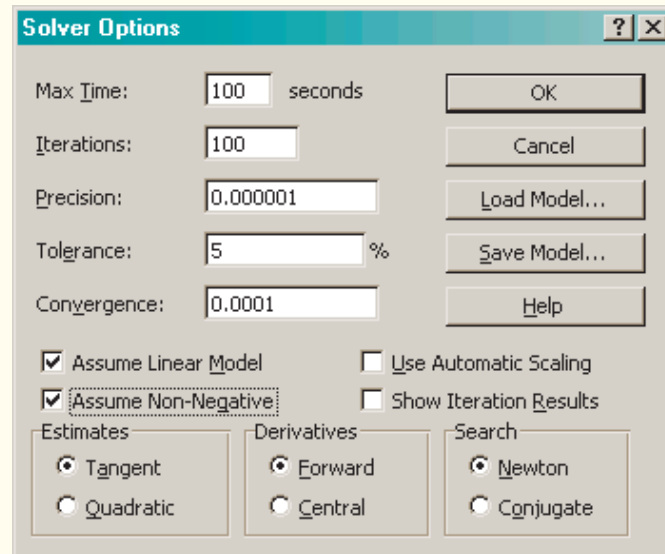 Solver Options
Max Time: 100 seconds
OK
Iterations: 100
Cancel
Precision: 0.000001
Load Model...
Tolerance: 5 %
Save Model...
Convergence: 0.0001
Help
Assume Linear Model
Use Automatic Scaling
Assume Non-Negative
Show Iteration Results
Estimates
Tangent
Quadratic
Derivatives
Forward
Central
Search
Newton
Conjugate